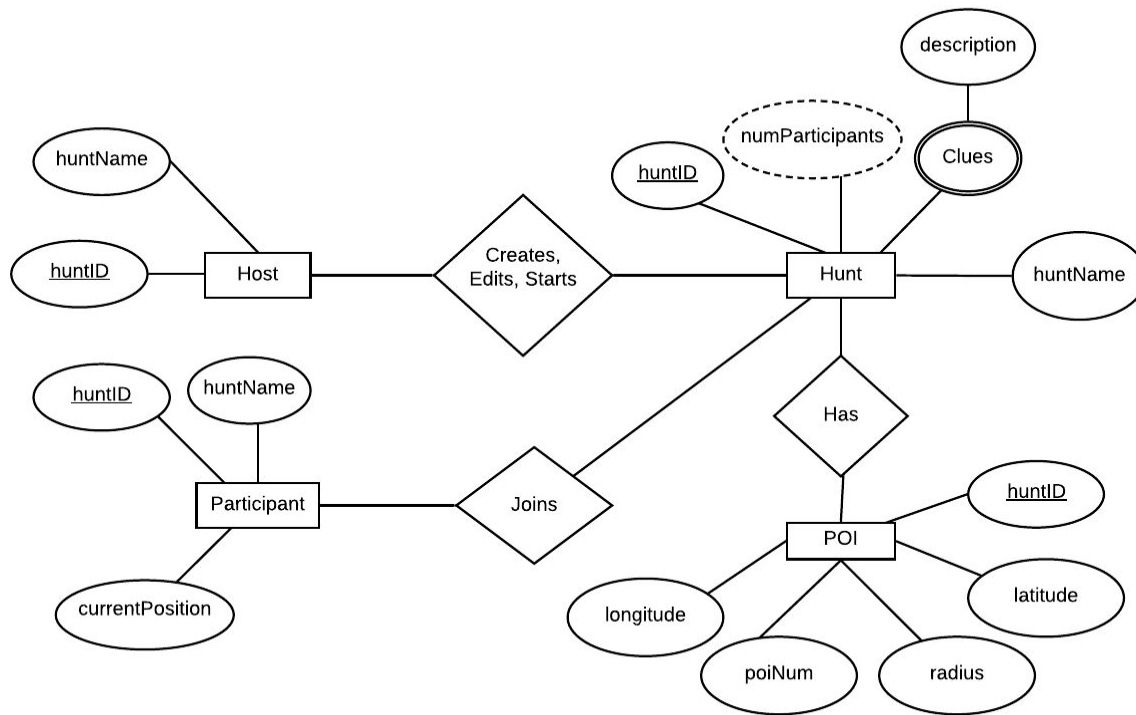 description
numParticipants
huntName
Clues
huntID
Creates,
Edits, Starts
huntID
Host
Hunt
huntName
huntID
huntName
Has
Participant
Joins
huntID
POI
currentPosition
longitude
latitude
poiNum
radius